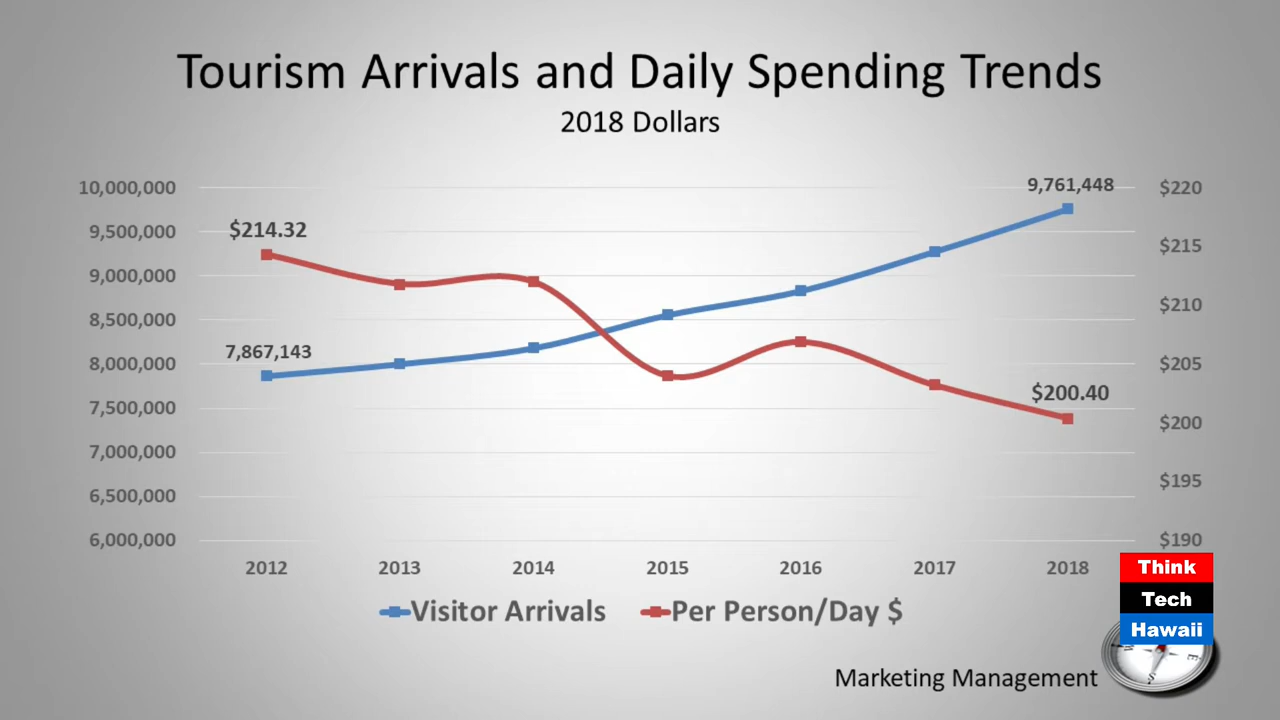 Tourism Arrivals and Daily Spending Trends
2018 Dollars
10,000,000
9,500,000
9,000,000
8,500,000
8,000,000
7,500,000
7,000,000
6,500,000
6,000,000
$214.32
7,867,143
9,761,448
$200.40
$220
$215
$210
$205
$200
$195
$190
2012 2013 2014 2015 2016 2017 2018
Visitor Arrivals Per Person/Day $
Think
Tech
Hawaii
E
S
Marketing Management